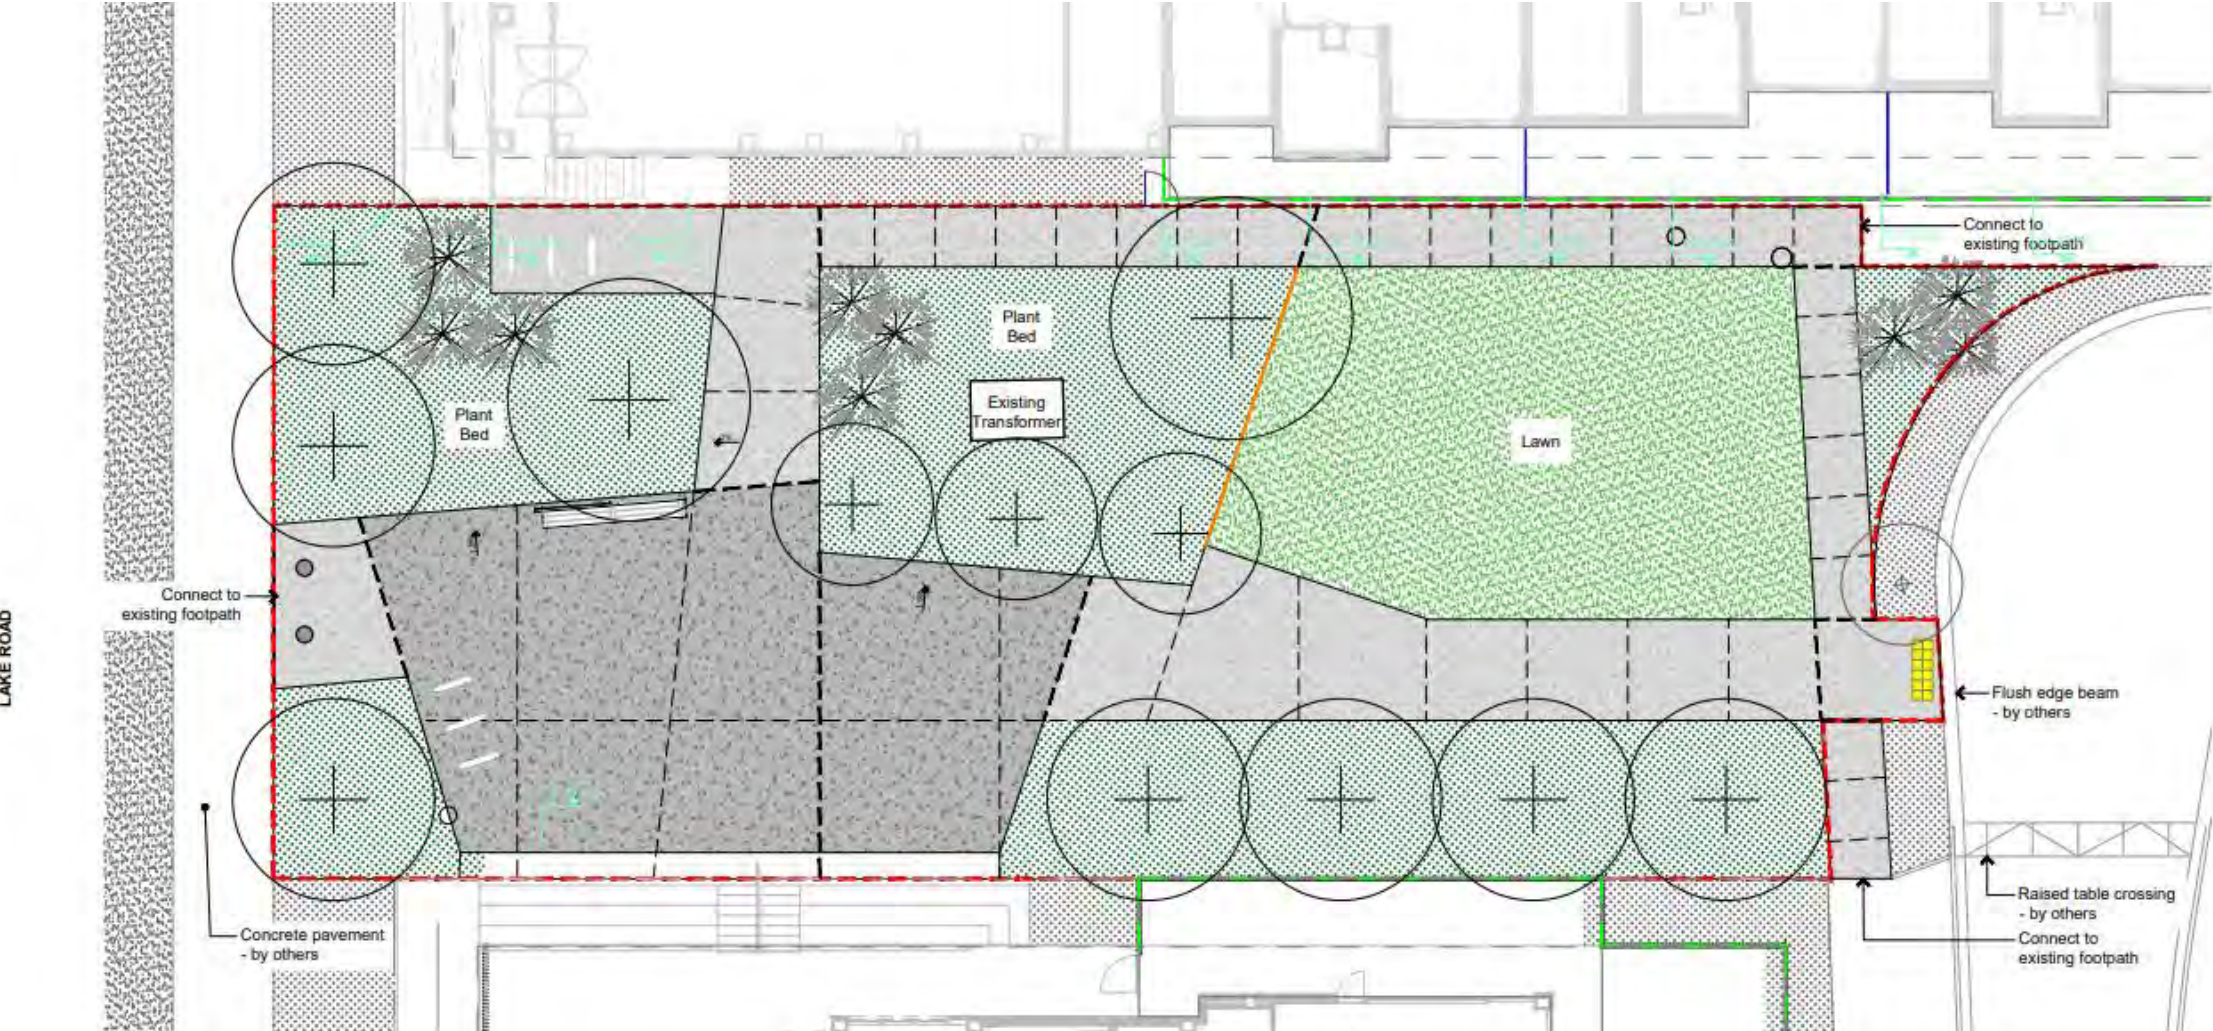 Connect to
existing footpath
Plant
Bed
Existing
Transformer
Plant
Bed
Lawn
Connect to
existing footpath
LAKE ROAD
Flush edge beam
- by others
Raised table crossing
- by others
Concrete pavement
- by others
Connect to
existing footpath